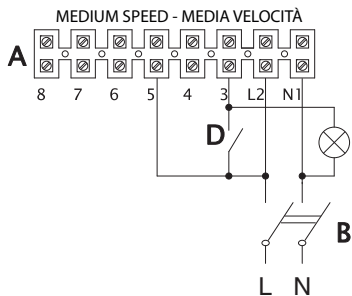 MEDIUM SPEED - MEDIA VELOCITÀ
A
8 7 6 5 4 3 L2 N1
D
B
L N